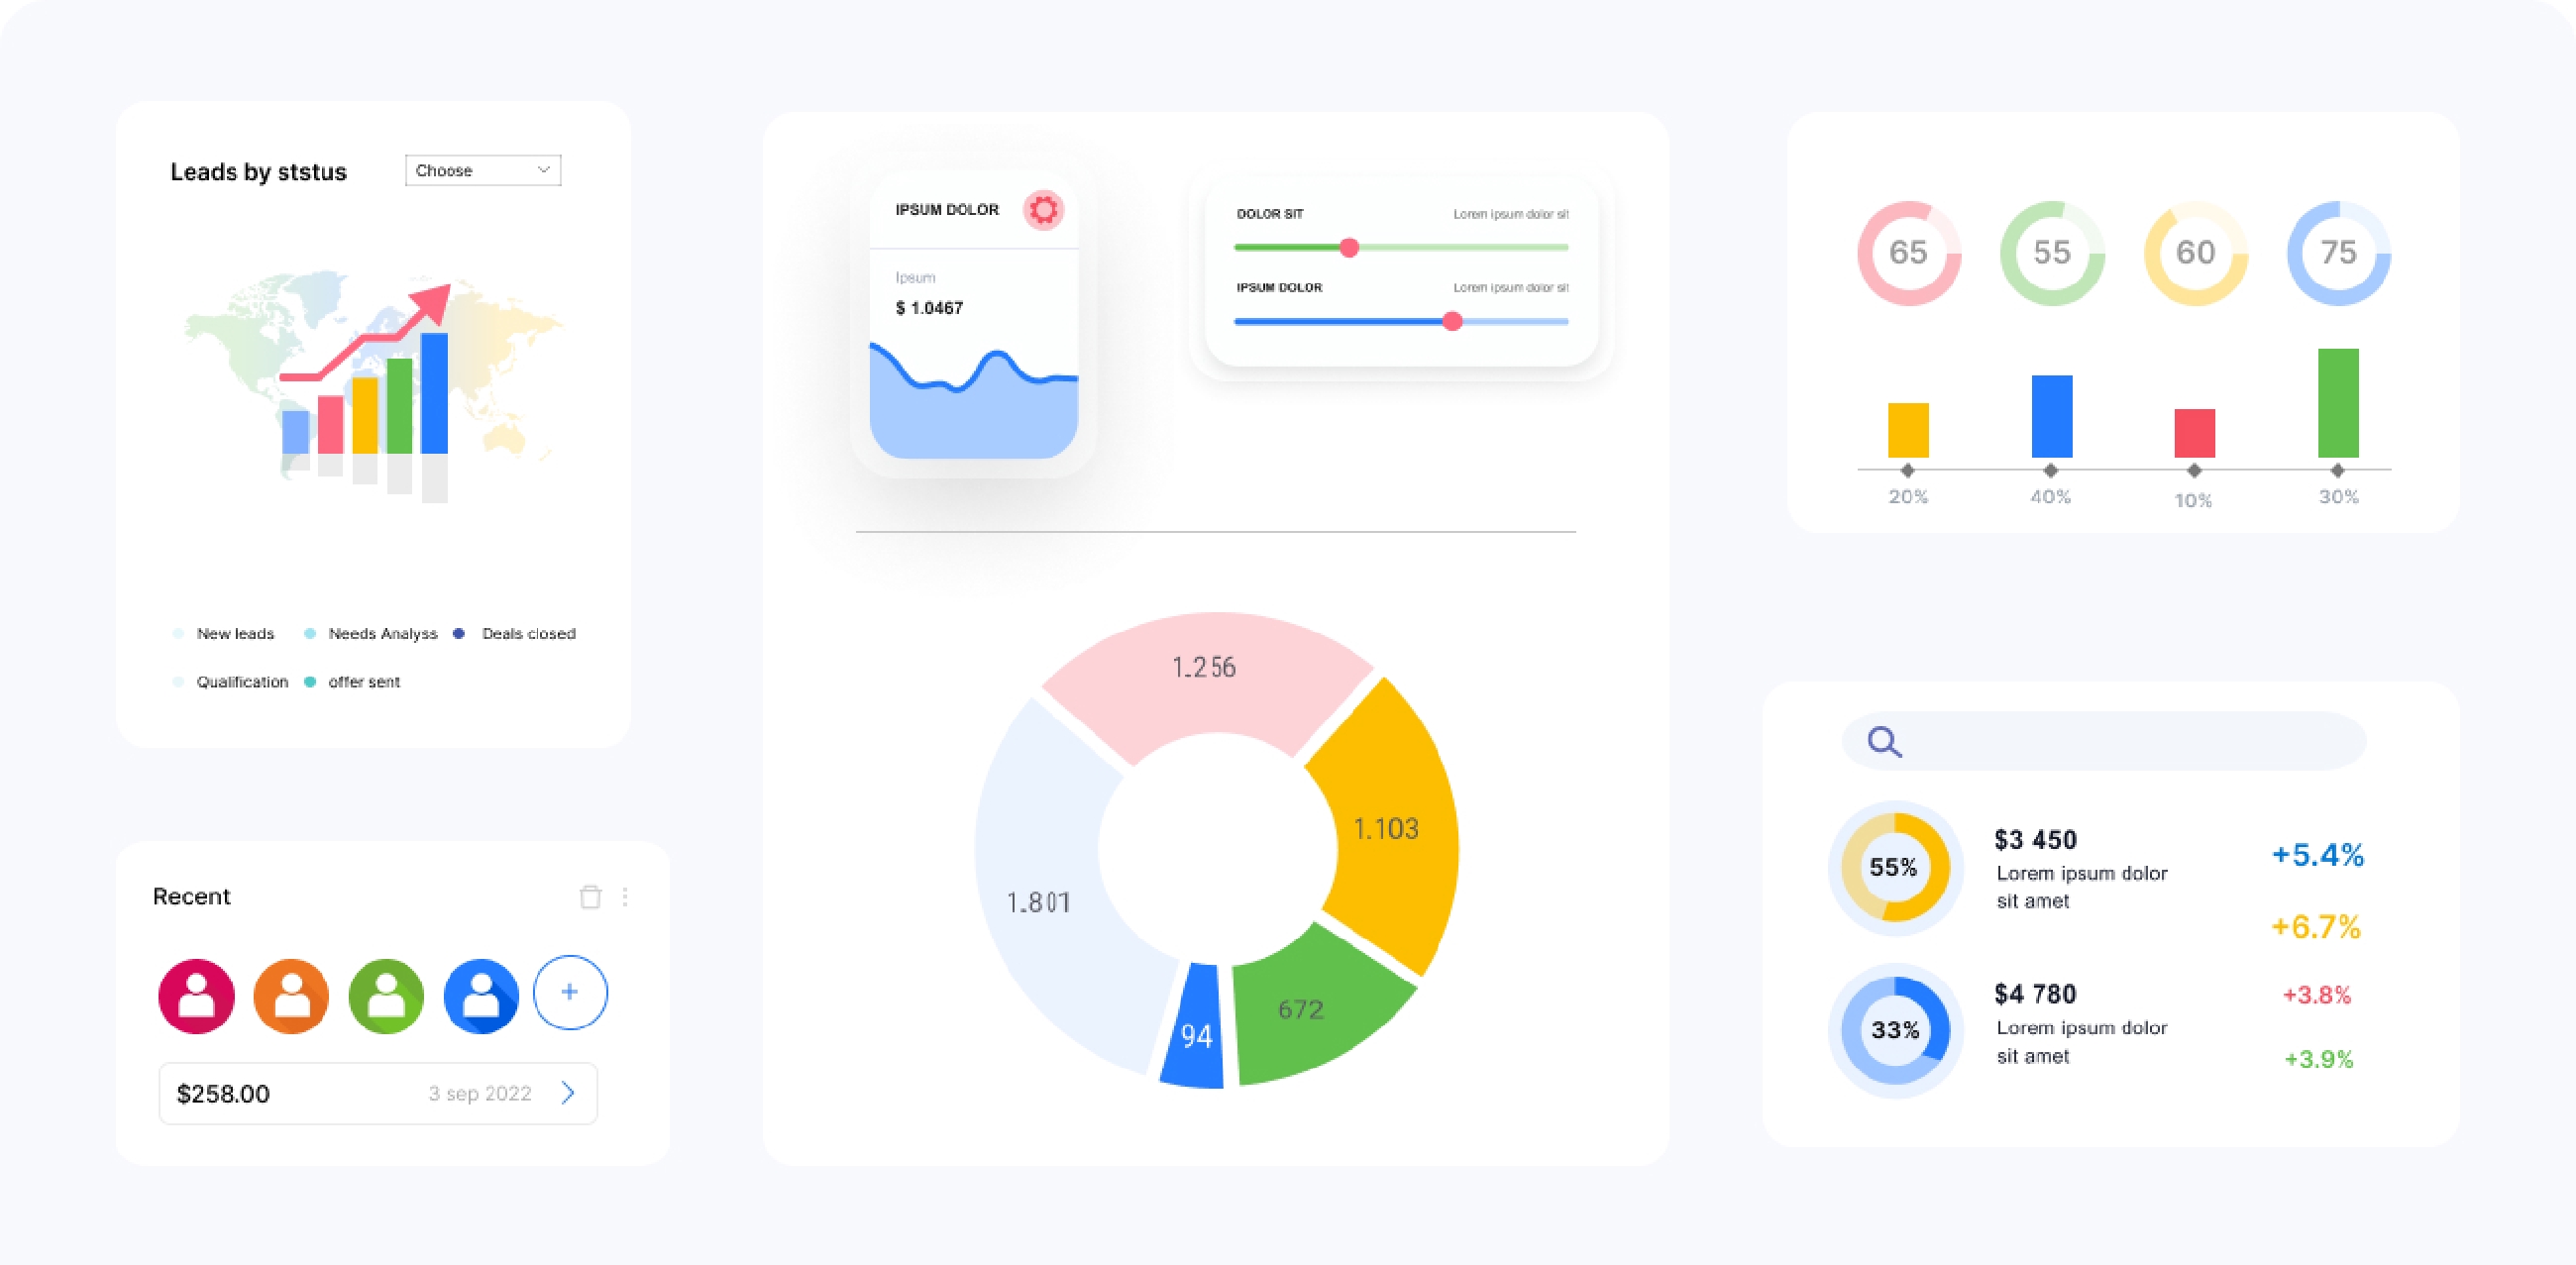 Leads by ststus
Choose
New leads
Needs Analyss
Deals closed
Qualification
offer sent
Recent
$258.00
3 sep 2022
IPSUM DOLOR
Ipsum
$ 1.0467
DOLOR SIT
Lorem ipsum dolor sit
IPSUM DOLOR
Lorem ipsum dolor sit
1.256
1.103
1.801
672
94
65
55
60
75
20%
40%
10%
30%
55%
$3 450
Lorem ipsum dolor
sit amet
+5.4%
+6.7%
33%
$4 780
Lorem ipsum dolor
sit amet
+3.8%
+3.9%